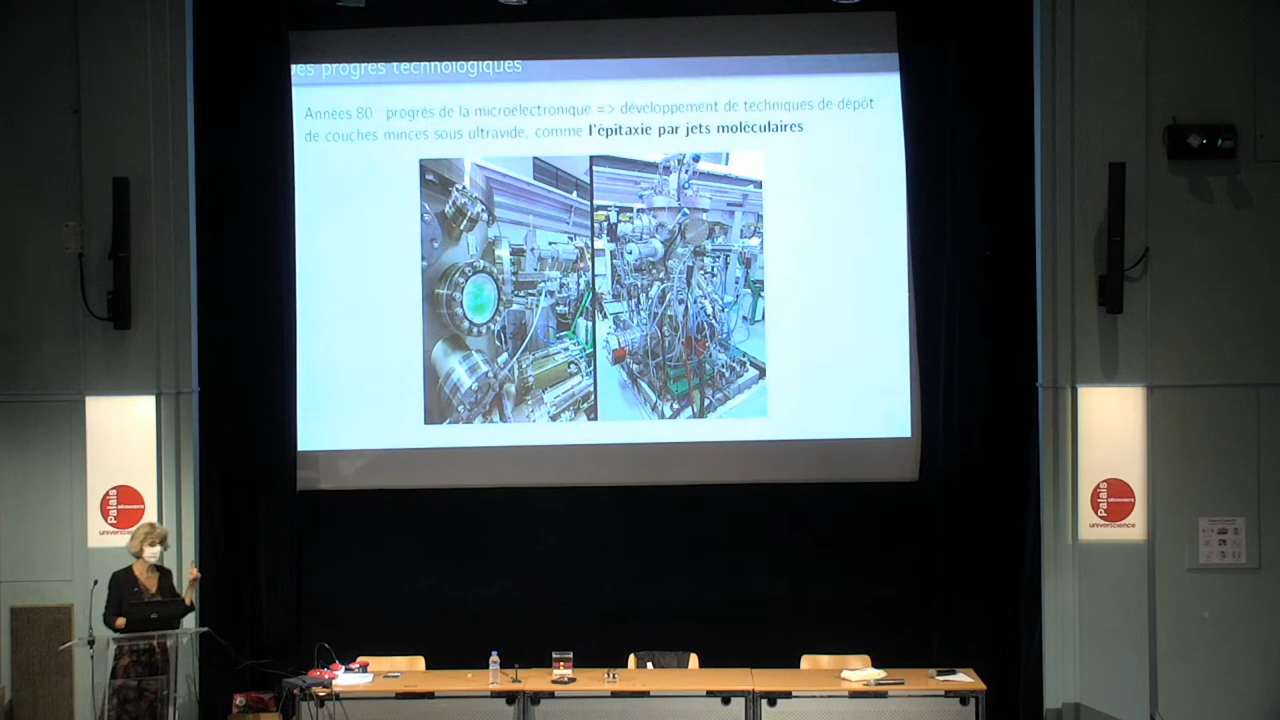 Des progrès technologiques
Années 80 : progrès de la microélectronique => développement de techniques de dépôt
de couches minces sous ultravide, comme l'épitaxie par jets moléculaires
Palais
DÉCOUVERTE
universcience
Palais
DÉCOUVERTE
universcience